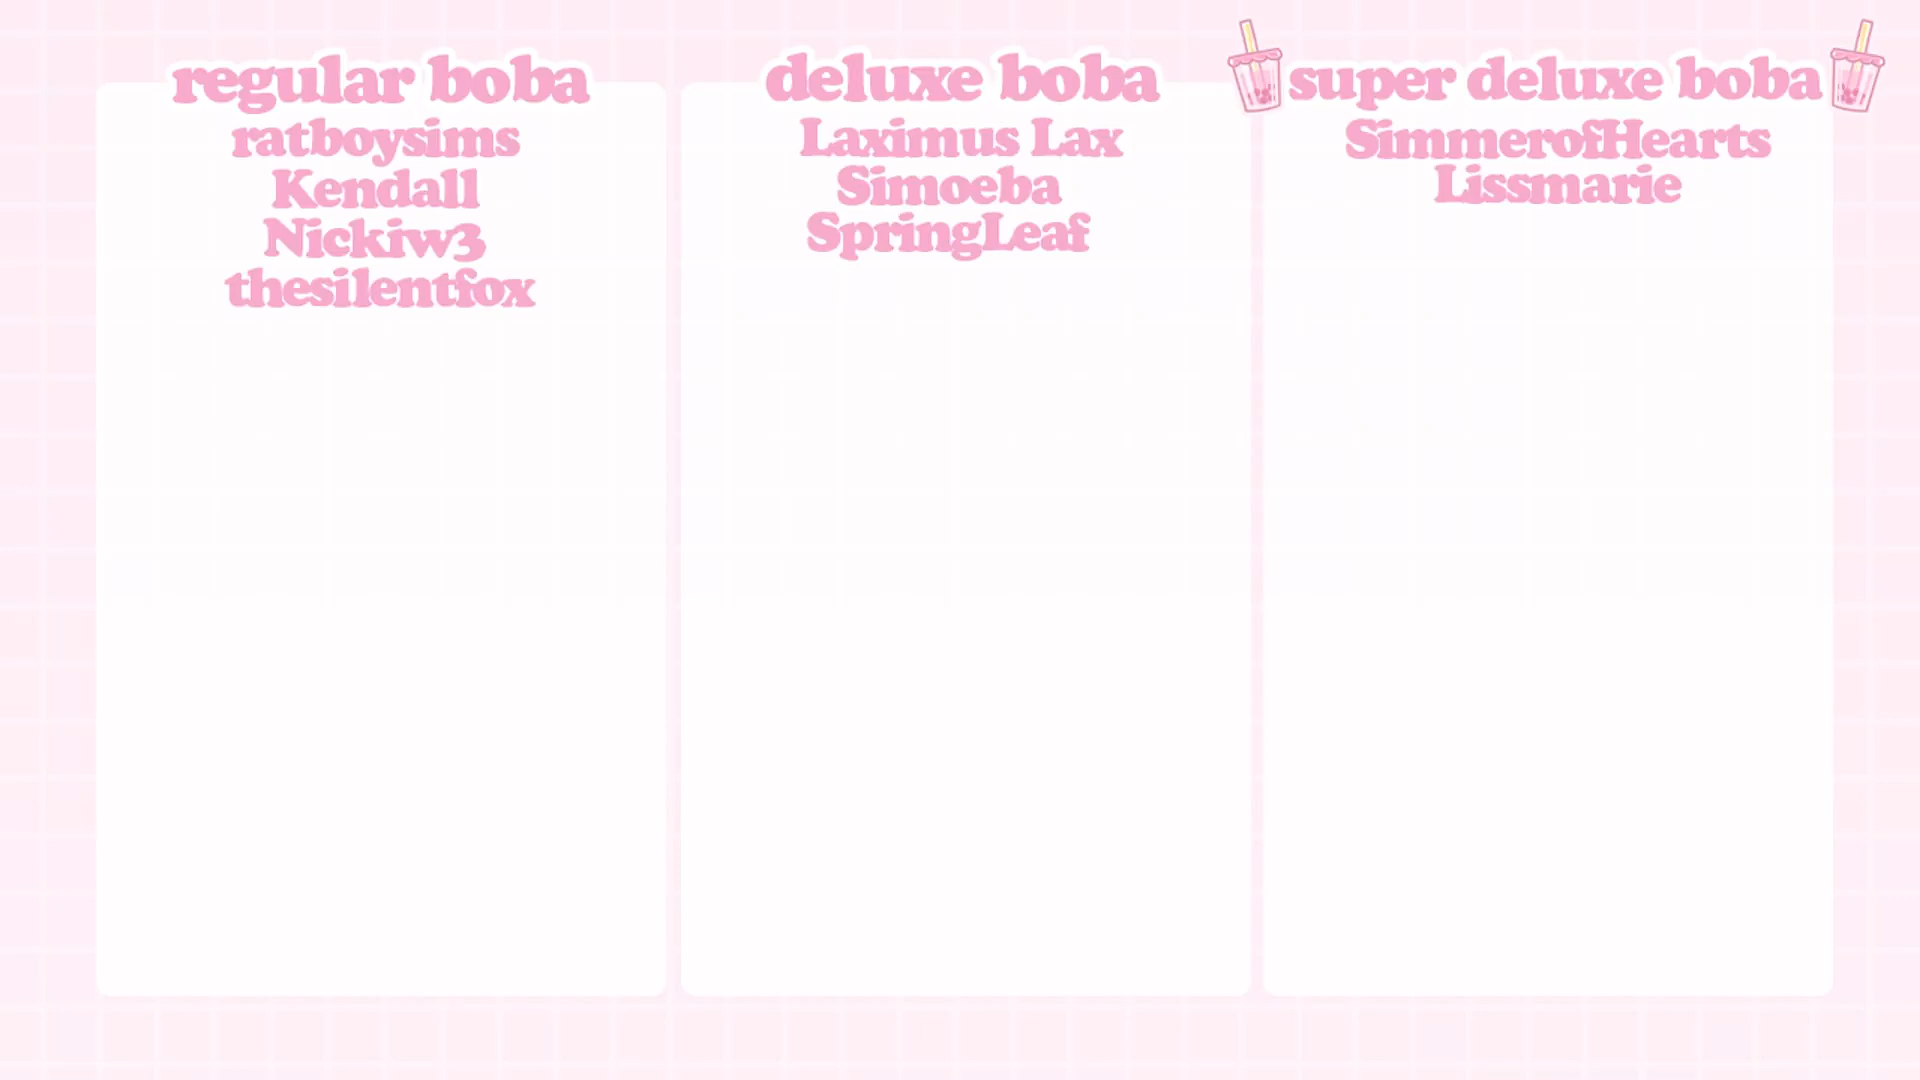 regular boba
ratboysims
Kendall
Nickiw3
thesilentfox
deluxe boba
Laximus Lax
Simoeba
SpringLeaf
super deluxe boba
SimmerofHearts
Lissmarie